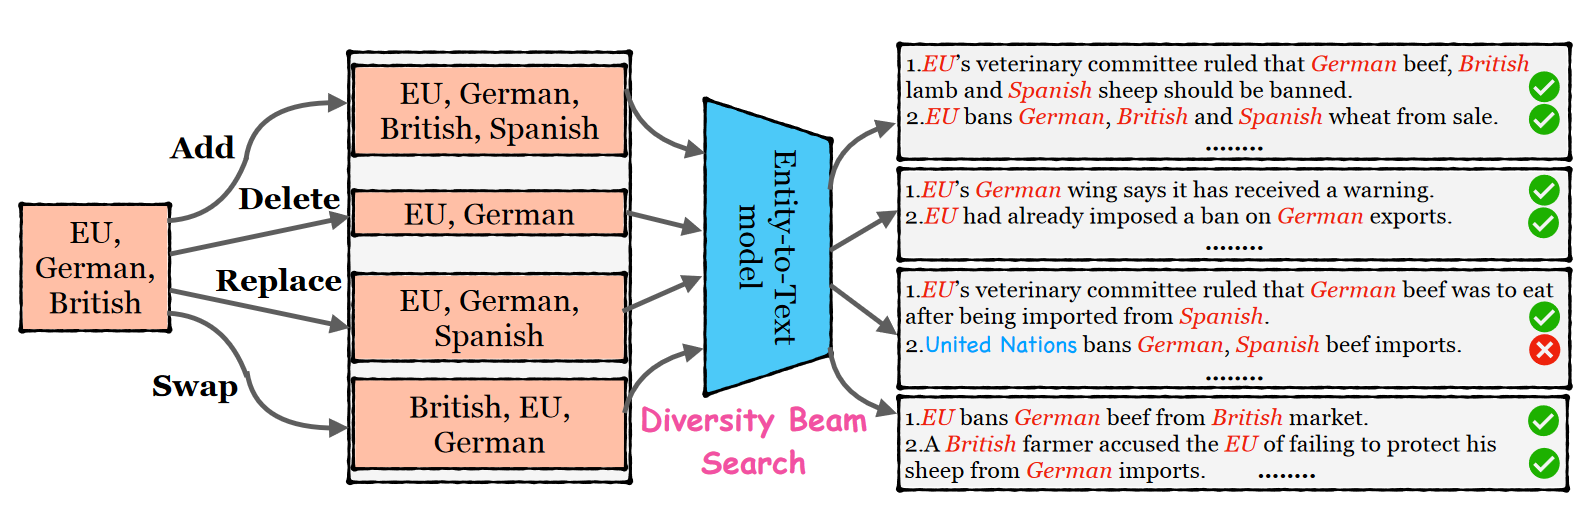 EU,
German,
British
Add
Delete
Replace
Swap
EU, German,
British, Spanish
EU, German
EU, German,
Spanish
British, EU,
German
Entity-to-Text
model
Diversity Beam
Search
1.EU's veterinary committee ruled that German beef, British
lamb and Spanish sheep should be banned.
2.EU bans German, British and Spanish wheat from sale.
........
1.EU's German wing says it has received a warning.
2.EU had already imposed a ban on German exports.
........
1.EU's veterinary committee ruled that German beef was to eat
after being imported from Spanish.
2.United Nations bans German, Spanish beef imports.
........
1.EU bans German beef from British market.
2.A British farmer accused the EU of failing to protect his
sheep from German imports. ........